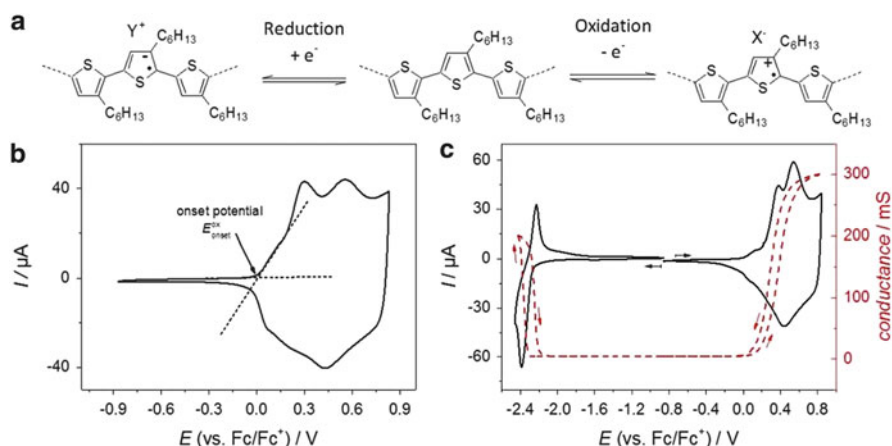 a
Y⁺
Reduction
+ e⁻
Oxidation
- e⁻
X⁻
C₆H₁₃
C₆H₁₃
C₆H₁₃
S
S
S
-
•
C₆H₁₃
C₆H₁₃
C₆H₁₃
S
S
S
C₆H₁₃
C₆H₁₃
C₆H₁₃
S
S
S
+
•
b
I / µA
40
0
-40
onset potential
E^ox_onset
-0.9 -0.6 -0.3 0.0 0.3 0.6 0.9
E (vs. Fc/Fc⁺) / V
c
60
30
0
-30
-60
300
200
100
0
conductance / mS
-2.4 -2.0 -1.6 -1.2 -0.8 -0.4 0.0 0.4 0.8
E (vs. Fc/Fc⁺) / V
I / µA